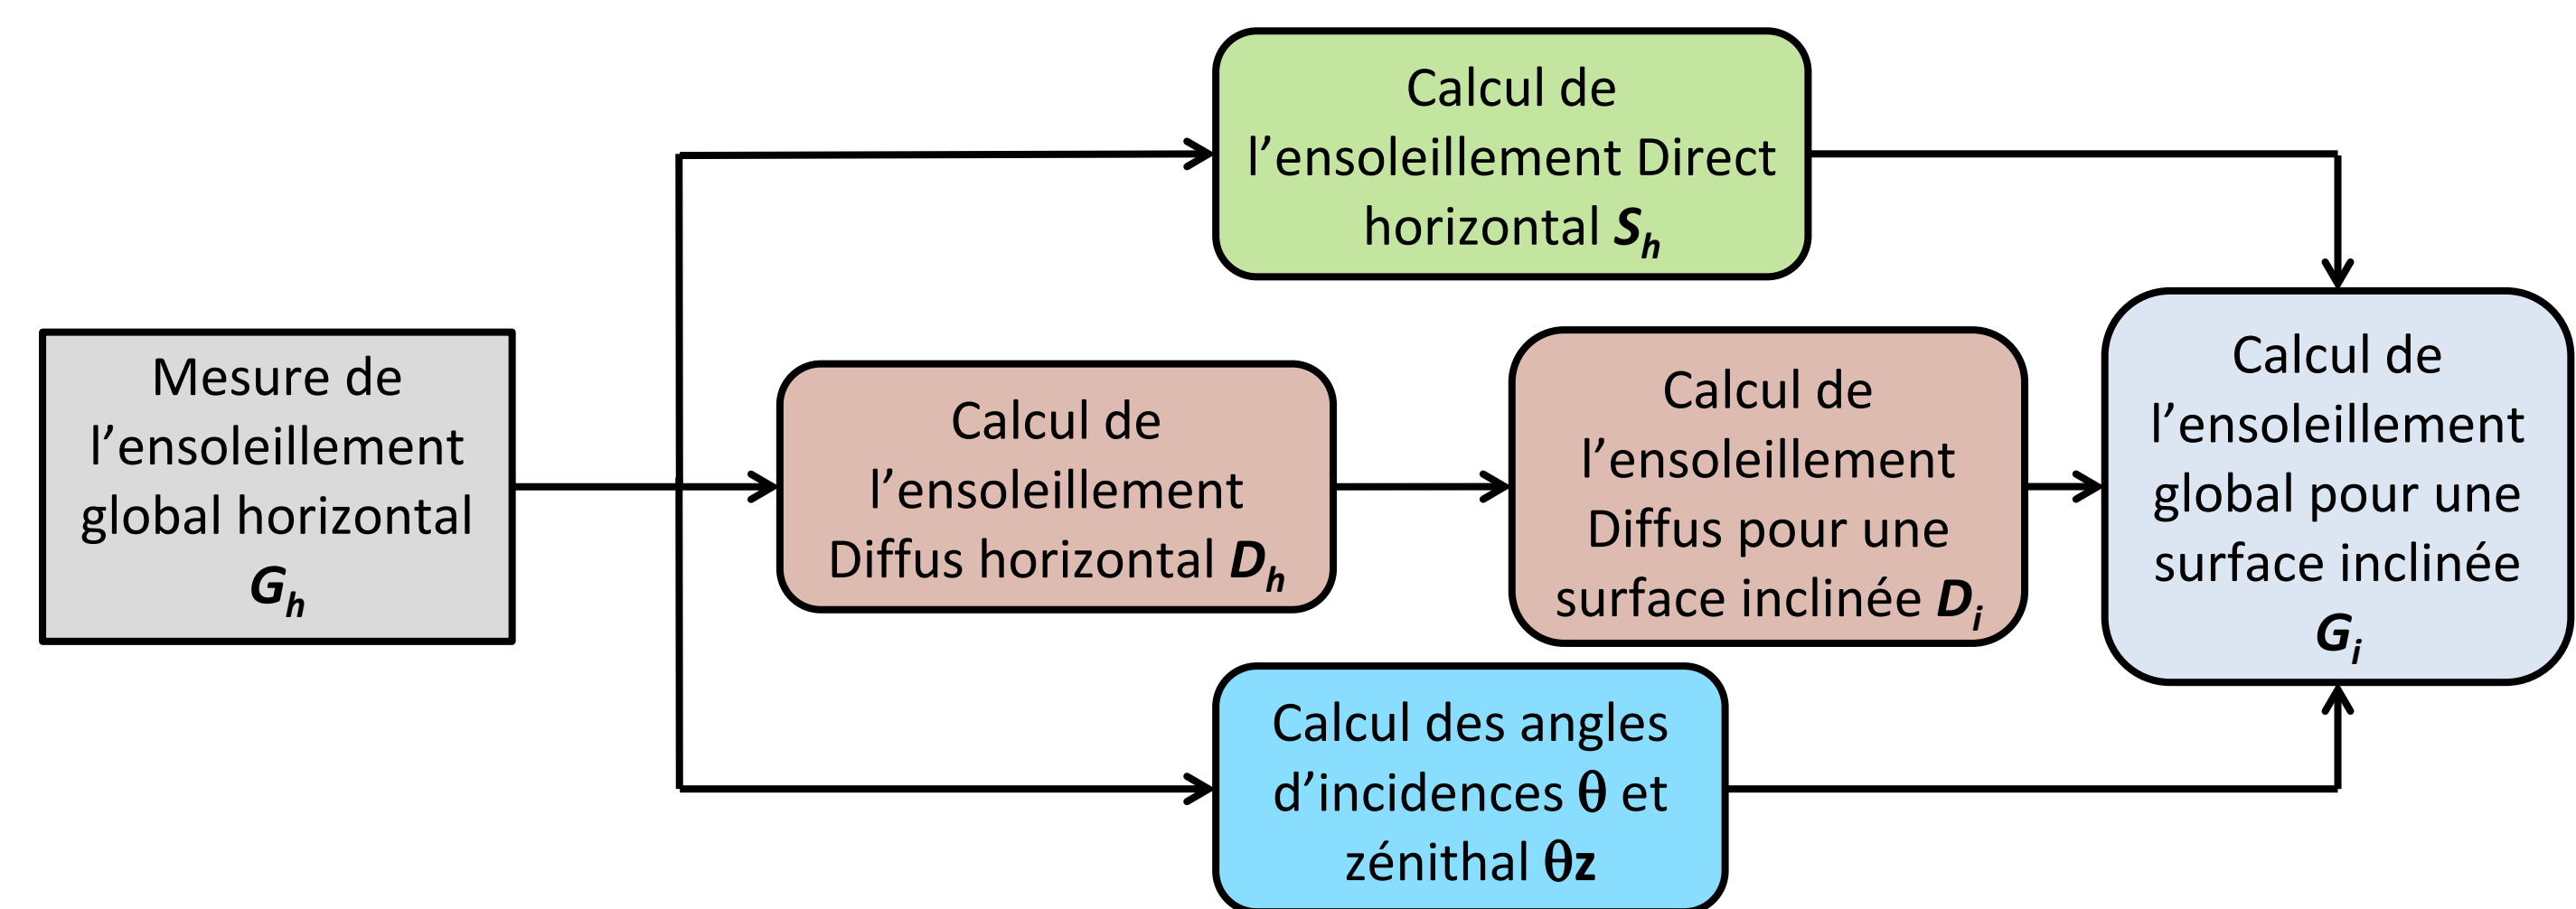 Calcul de
l’ensoleillement Direct
horizontal Sh
Mesure de
l’ensoleillement
global horizontal
Gh
Calcul de
l’ensoleillement
Diffus horizontal Dh
Calcul de
l’ensoleillement
Diffus pour une
surface inclinée Di
Calcul de
l’ensoleillement
global pour une
surface inclinée
Gi
Calcul des angles
d’incidences θ et
zénithal θz